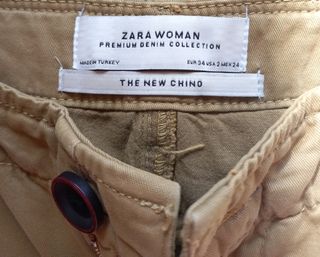 ZARA WOMAN
PREMIUM DENIM COLLECTION
MADE IN TURKEY EUR 34 USA 2 MEX 24
THE NEW CHINO